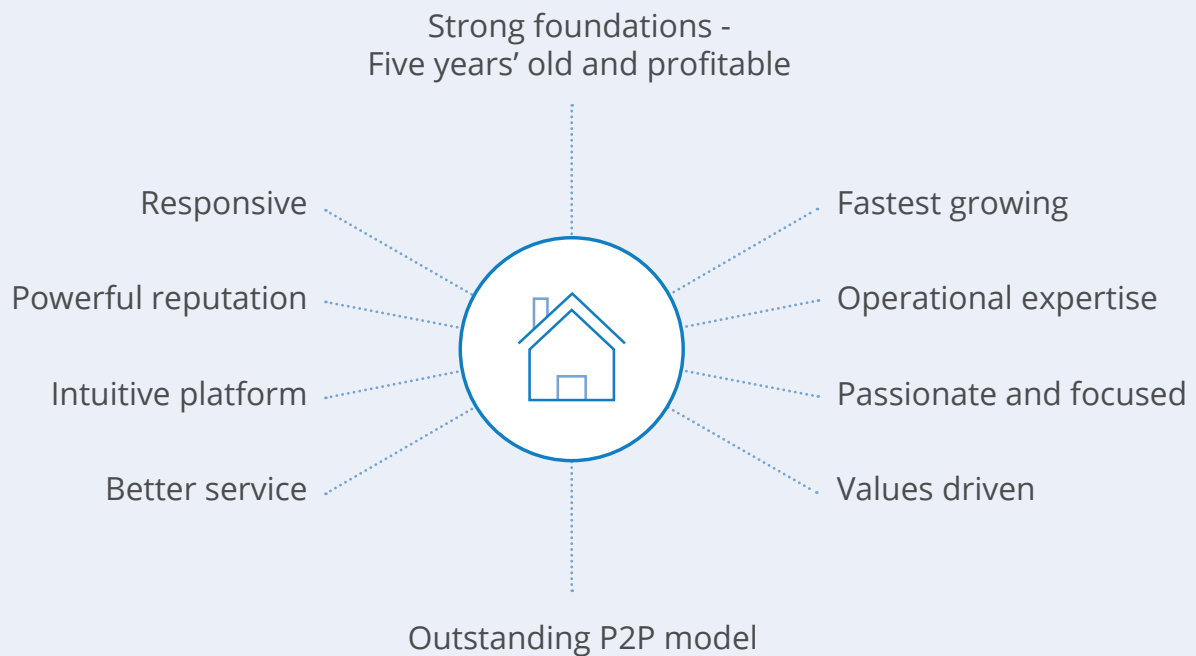 Strong foundations -
Five years’ old and profitable
Responsive
Fastest growing
Powerful reputation
Operational expertise
Intuitive platform
Passionate and focused
Better service
Values driven
Outstanding P2P model